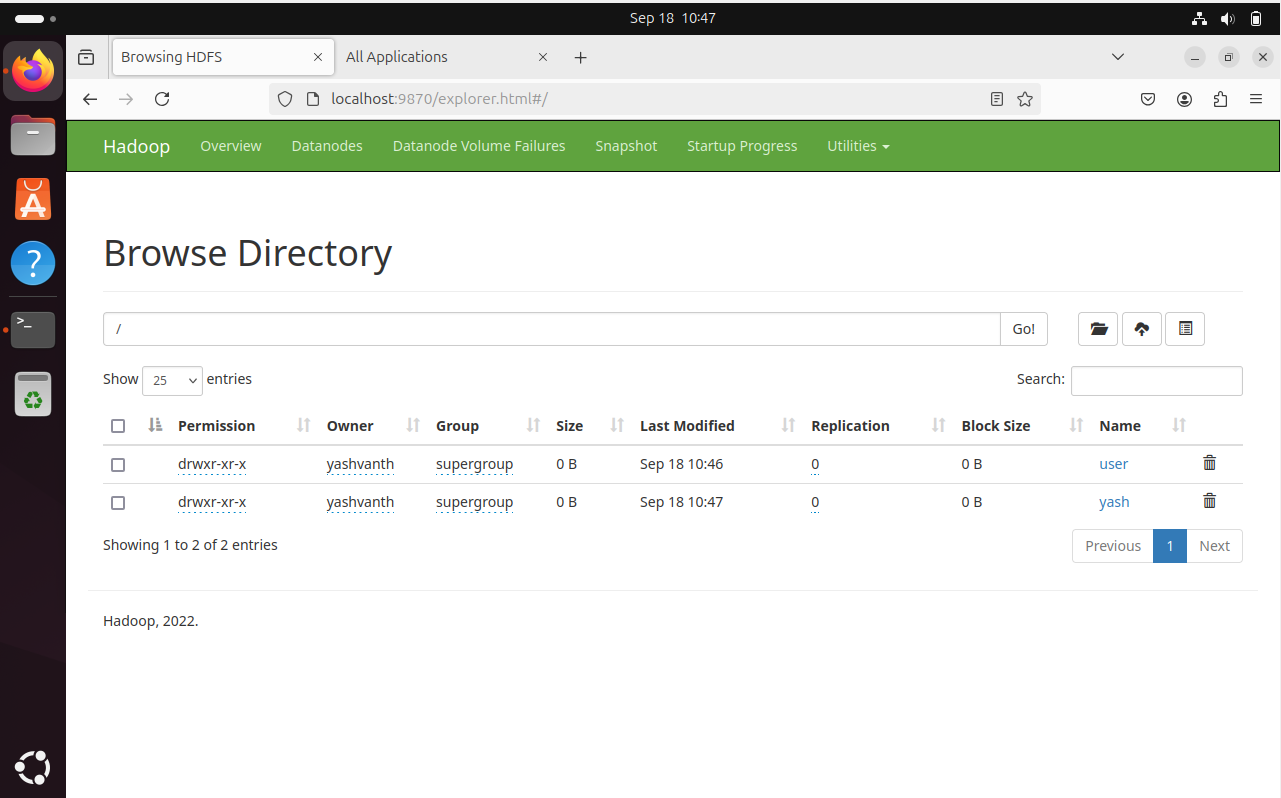 Sep 18 10:47
Browsing HDFS
All Applications
localhost:9870/explorer.html#/
Hadoop Overview Datanodes Datanode Volume Failures Snapshot Startup Progress Utilities
Browse Directory
/ Go!
Show 25 entries Search:
Permission Owner Group Size Last Modified Replication Block Size Name
drwxr-xr-x yashvanth supergroup 0 B Sep 18 10:46 0 0 B user
drwxr-xr-x yashvanth supergroup 0 B Sep 18 10:47 0 0 B yash
Showing 1 to 2 of 2 entries Previous 1 Next
Hadoop, 2022.